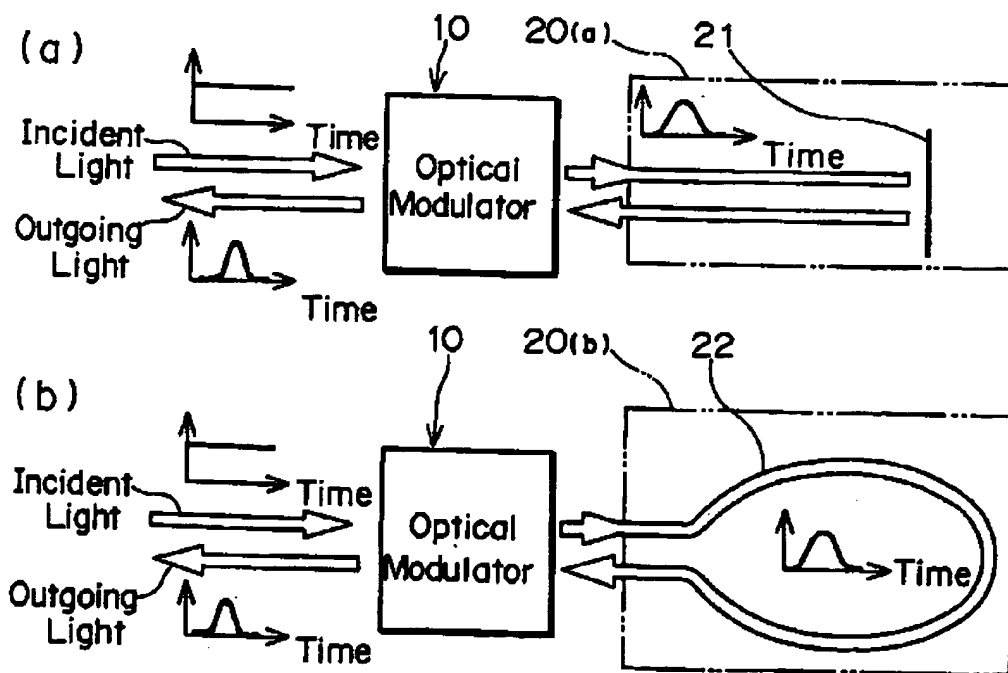 (a)
10
20(a)
21
Time
Incident
Light
Optical
Modulator
Time
Outgoing
Light
Time
(b)
10
20(b)
22
Time
Incident
Light
Optical
Modulator
Time
Outgoing
Light
Time